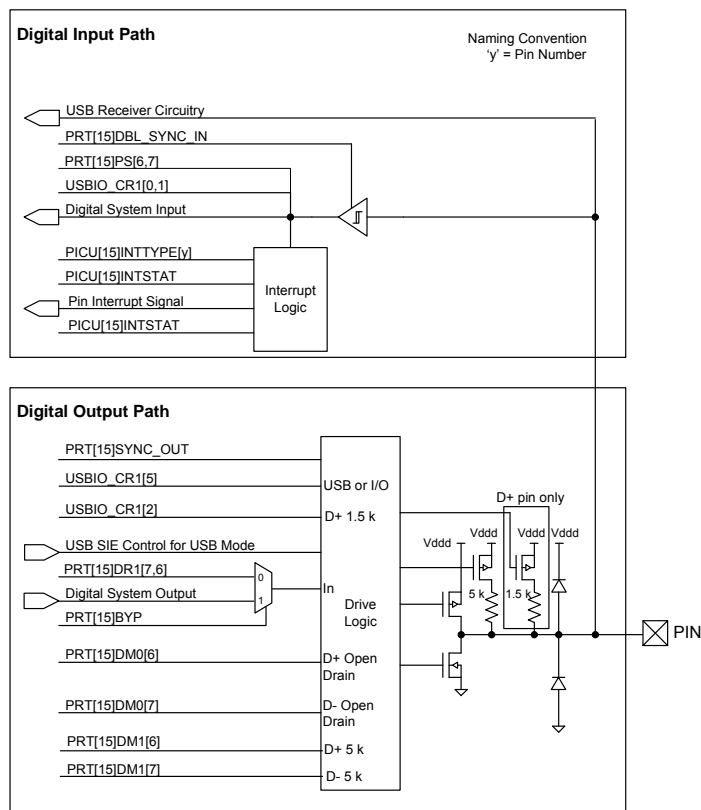 Digital Input Path
Naming Convention
‘y’ = Pin Number
USB Receiver Circuitry
PRT[15]DBL_SYNC_IN
PRT[15]PS[6,7]
USBIO_CR1[0,1]
Digital System Input
PICU[15]INTTYPE[y]
PICU[15]INTSTAT
Pin Interrupt Signal
PICU[15]INTSTAT
Interrupt
Logic
Digital Output Path
PRT[15]SYNC_OUT
USBIO_CR1[5]
USB or I/O
USBIO_CR1[2]
D+ 1.5 k
USB SIE Control for USB Mode
PRT[15]DR1[7,6]
0
Digital System Output
1
PRT[15]BYP
In
Drive
Logic
PRT[15]DM0[6]
D+ Open
Drain
PRT[15]DM0[7]
D- Open
Drain
PRT[15]DM1[6]
D+ 5 k
PRT[15]DM1[7]
D- 5 k
D+ pin only
Vddd
Vddd
Vddd
Vddd
5 k
1.5 k
PIN